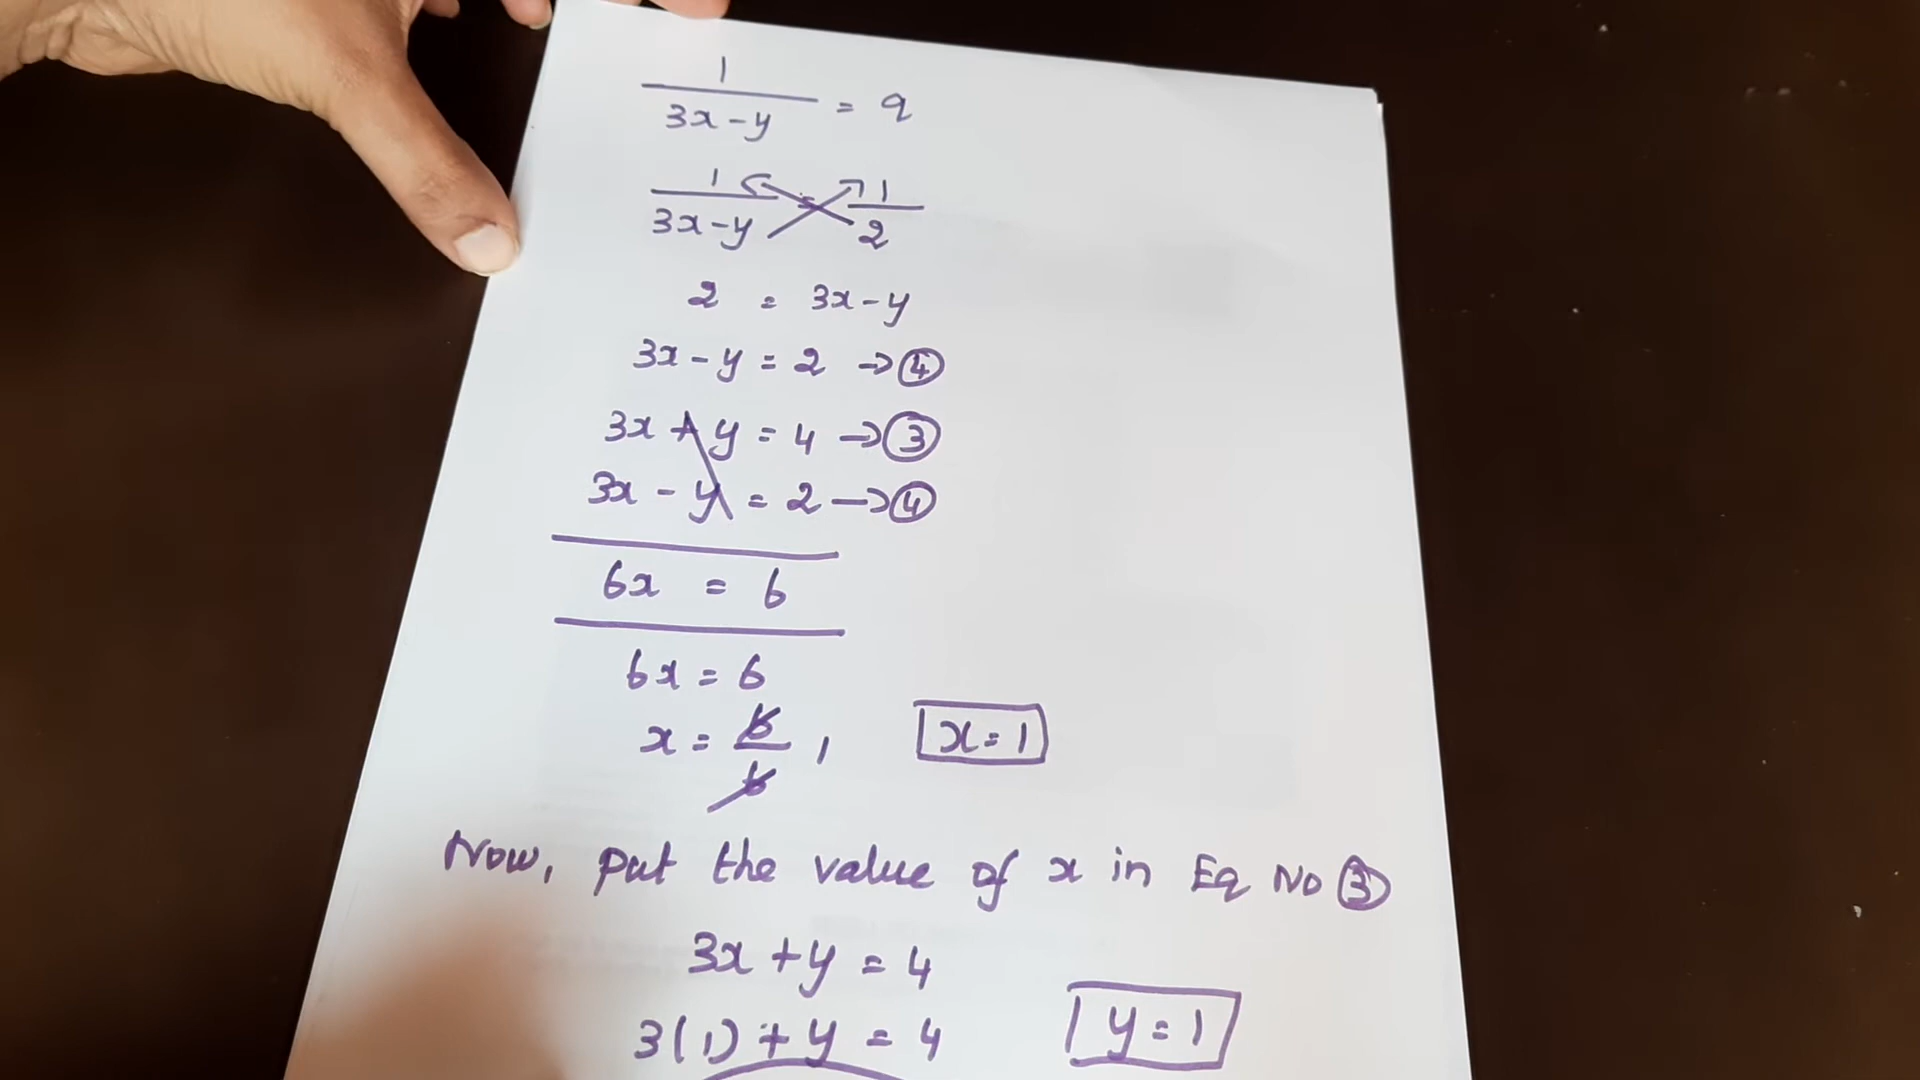 1/(3x-y) = q
1/(3x-y) = 1/2
2 = 3x-y
3x-y = 2 → ④
3x + y = 4 → ③
3x - y = 2 → ④
6x = 6
6x = 6
x = 6/6 1
x = 1
Now, put the value of x in Eq No ③
3x + y = 4
3(1) + y = 4
y = 1